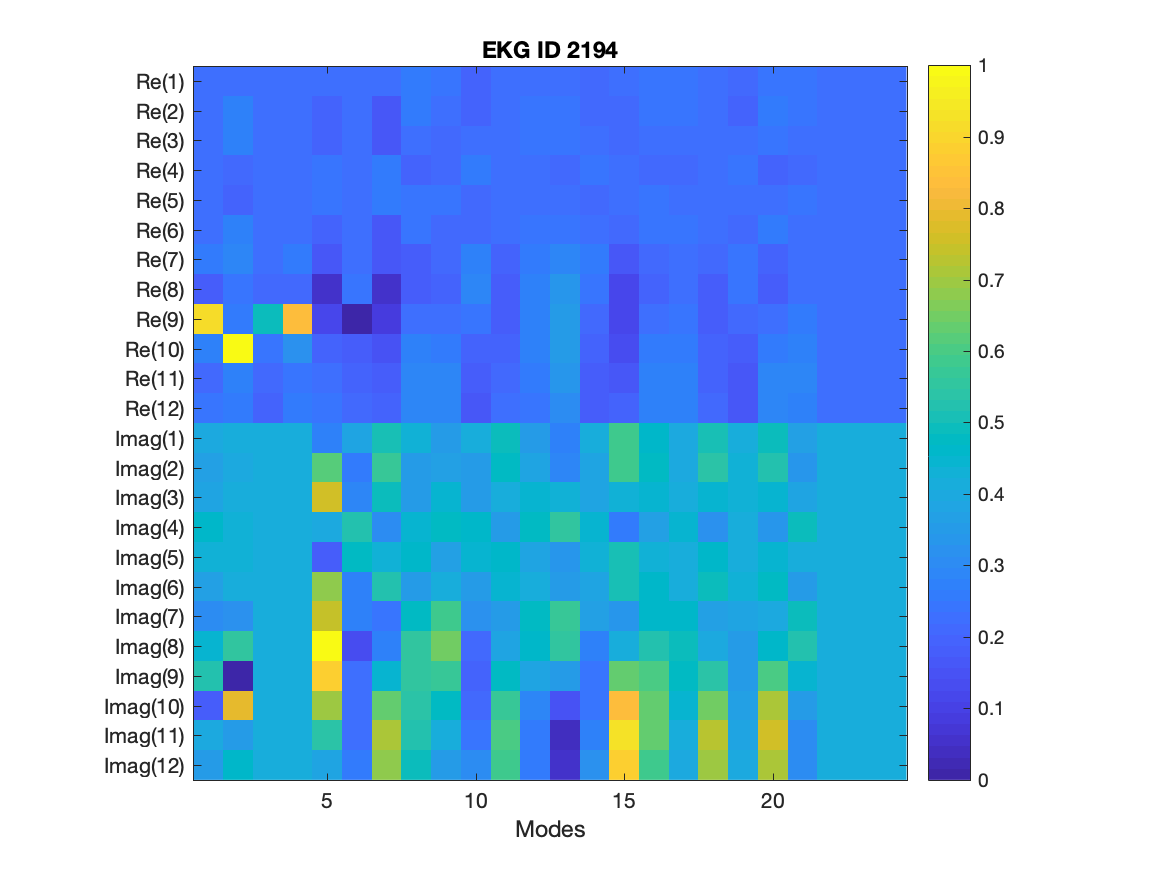 EKG ID 2194
Re(1)
Re(2)
Re(3)
Re(4)
Re(5)
Re(6)
Re(7)
Re(8)
Re(9)
Re(10)
Re(11)
Re(12)
Imag(1)
Imag(2)
Imag(3)
Imag(4)
Imag(5)
Imag(6)
Imag(7)
Imag(8)
Imag(9)
Imag(10)
Imag(11)
Imag(12)
5 10 15 20
Modes
1
0.9
0.8
0.7
0.6
0.5
0.4
0.3
0.2
0.1
0